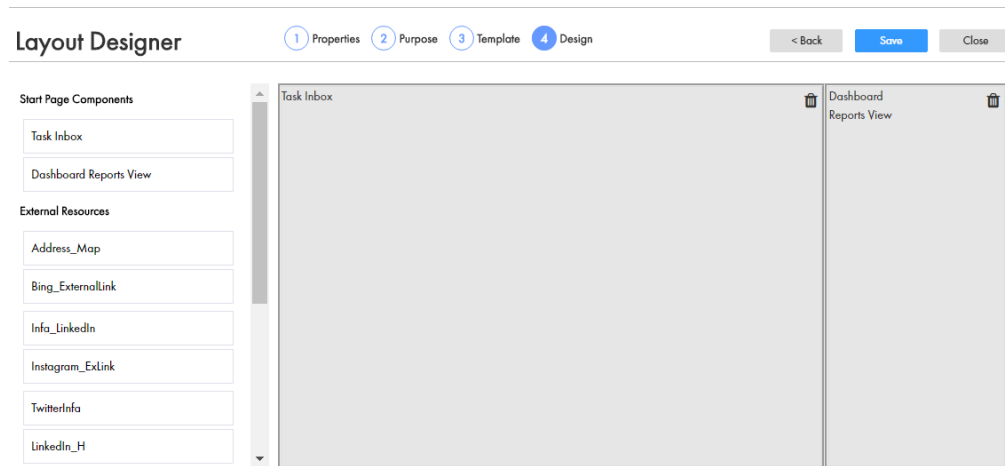 Layout Designer
1 Properties 2 Purpose 3 Template 4 Design
< Back Save Close
Start Page Components
Task Inbox
Dashboard Reports View
External Resources
Address_Map
Bing_ExternalLink
Infa_LinkedIn
Instagram_ExLink
TwitterInfa
LinkedIn_H
Task Inbox
Dashboard
Reports View